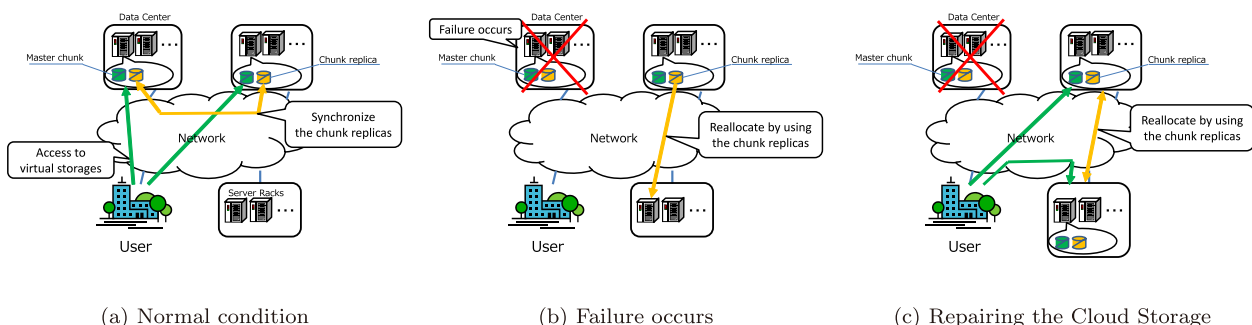 Data Center
Master chunk
Chunk replica
Synchronize
the chunk replicas
Network
Access to
virtual storages
Server Racks
User
(a) Normal condition
Data Center
Failure occurs
Master chunk
Chunk replica
Network
Reallocate by using
the chunk replicas
User
(b) Failure occurs
Data Center
Master chunk
Chunk replica
Network
Reallocate by using
the chunk replicas
User
(c) Repairing the Cloud Storage